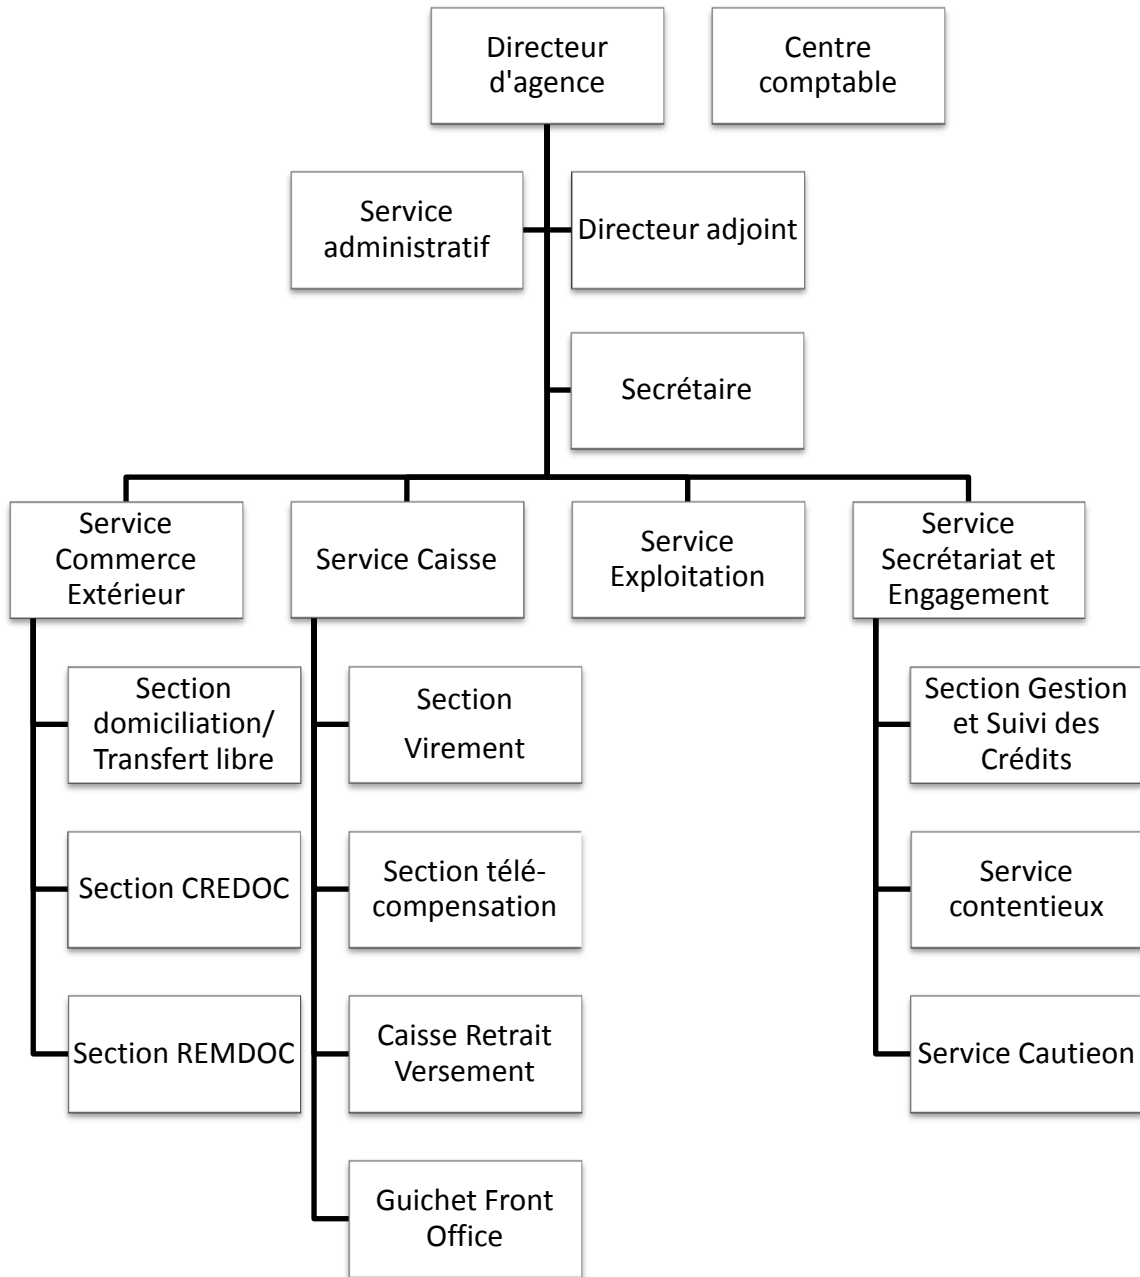 Directeur
d'agence
Centre
comptable
Service
administratif
Directeur adjoint
Secrétaire
Service
Commerce
Extérieur
Service Caisse
Service
Exploitation
Service
Secrétariat et
Engagement
Section
domiciliation/
Transfert libre
Section
Virement
Section Gestion
et Suivi des
Crédits
Section CREDOC
Section télé-
compensation
Service
contentieux
Section REMDOC
Caisse Retrait
Versement
Service Cautieon
Guichet Front
Office